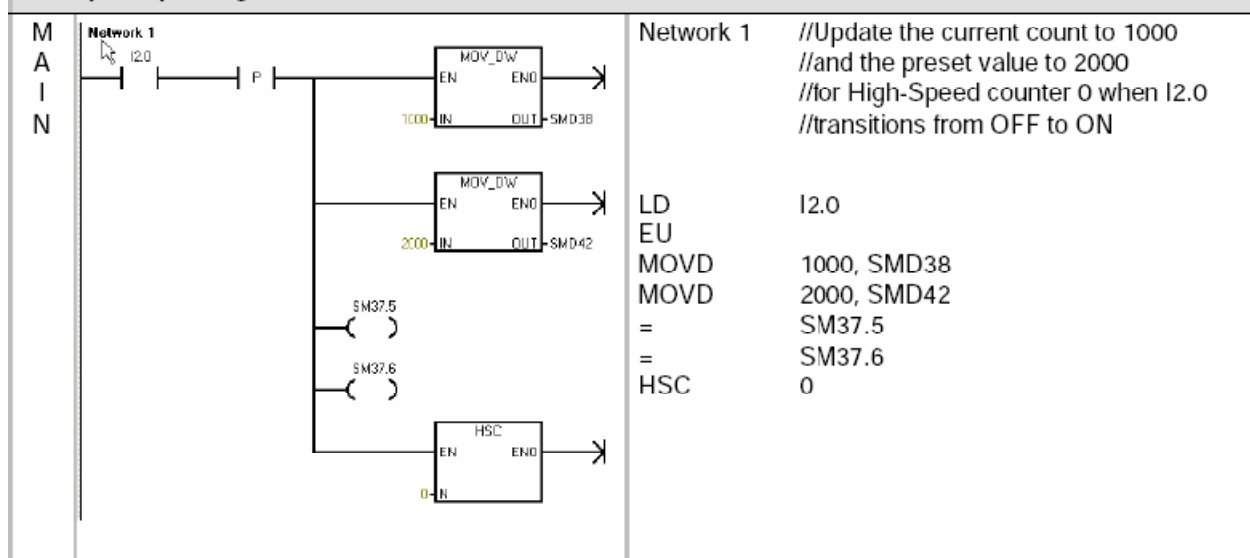 M
A
I
N
Network 1
I2.0
P
MOV_DW
EN ENO
1000 IN OUT SMD38
MOV_DW
EN ENO
2000 IN OUT SMD42
SM37.5
SM37.6
HSC
EN ENO
0 N
Network 1 //Update the current count to 1000
//and the preset value to 2000
//for High-Speed counter 0 when I2.0
//transitions from OFF to ON
LD I2.0
EU
MOVD 1000, SMD38
MOVD 2000, SMD42
= SM37.5
= SM37.6
HSC 0